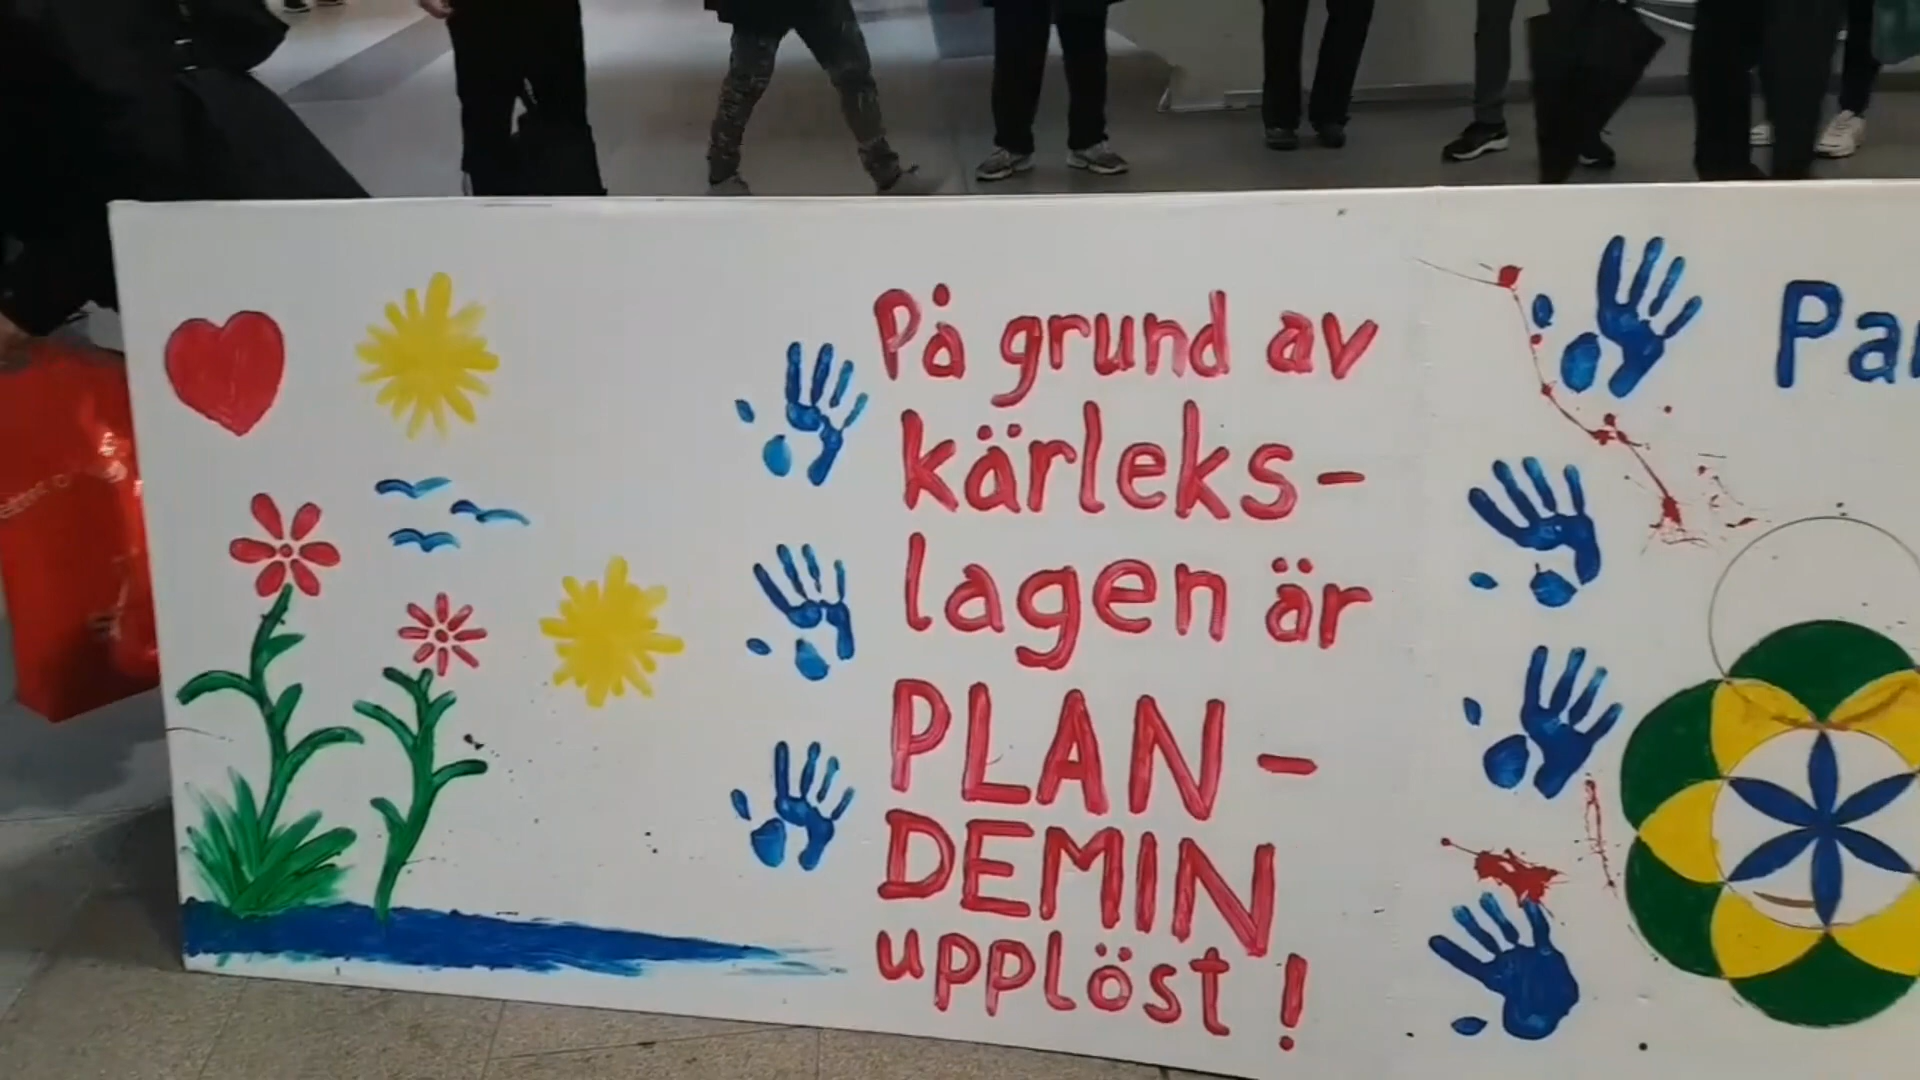 På grund av
kärleks-
lagen är
PLAN-
DEMIN
upplöst!